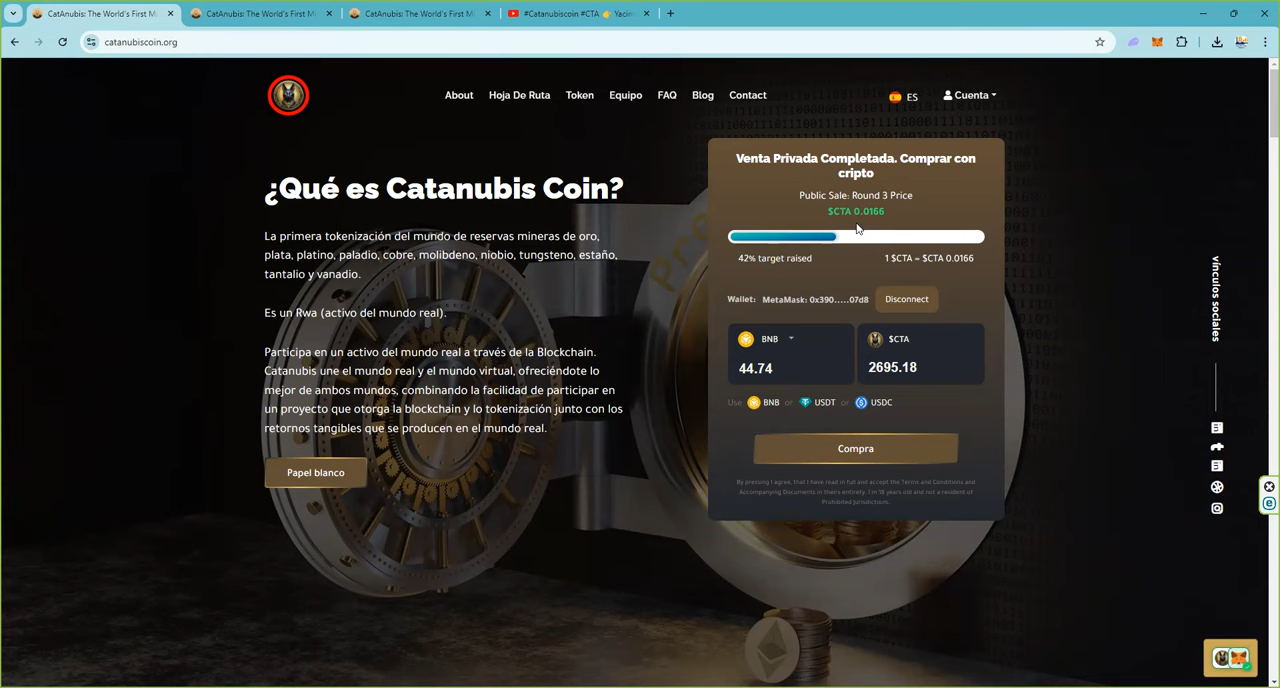 CatAnubis: The World's First M
CatAnubis: The World's First M
CatAnubis: The World's First M
#Catanubiscoin #CTA 👉 Yacim
catanubiscoin.org
About
Hoja De Ruta
Token
Equipo
FAQ
Blog
Contact
ES
Cuenta
¿Qué es Catanubis Coin?
La primera tokenización del mundo de reservas mineras de oro,
plata, platino, paladio, cobre, molibdeno, niobio, tungsteno, estaño,
tantalio y vanadio.
Es un Rwa (activo del mundo real).
Participa en un activo del mundo real a través de la Blockchain.
Catanubis une el mundo real y el mundo virtual, ofreciéndote lo
mejor de ambos mundos, combinando la facilidad de participar en
un proyecto que otorga la blockchain y lo tokenización junto con los
retornos tangibles que se producen en el mundo real.
Papel blanco
Venta Privada Completada. Comprar con
cripto
Public Sale: Round 3 Price
$CTA 0.0166
42% target raised
1 $CTA = $CTA 0.0166
Wallet: MetaMask: 0x390.....07d8
Disconnect
BNB
44.74
$CTA
2695.18
Use BNB or USDT or USDC
Compra
By pressing I agree, that I have read in full and accept the Terms and Conditions and
Accompanying Documents in their's entirety. I'm 18 years old and not a resident of
Prohibited Jurisdictions.
vínculos sociales